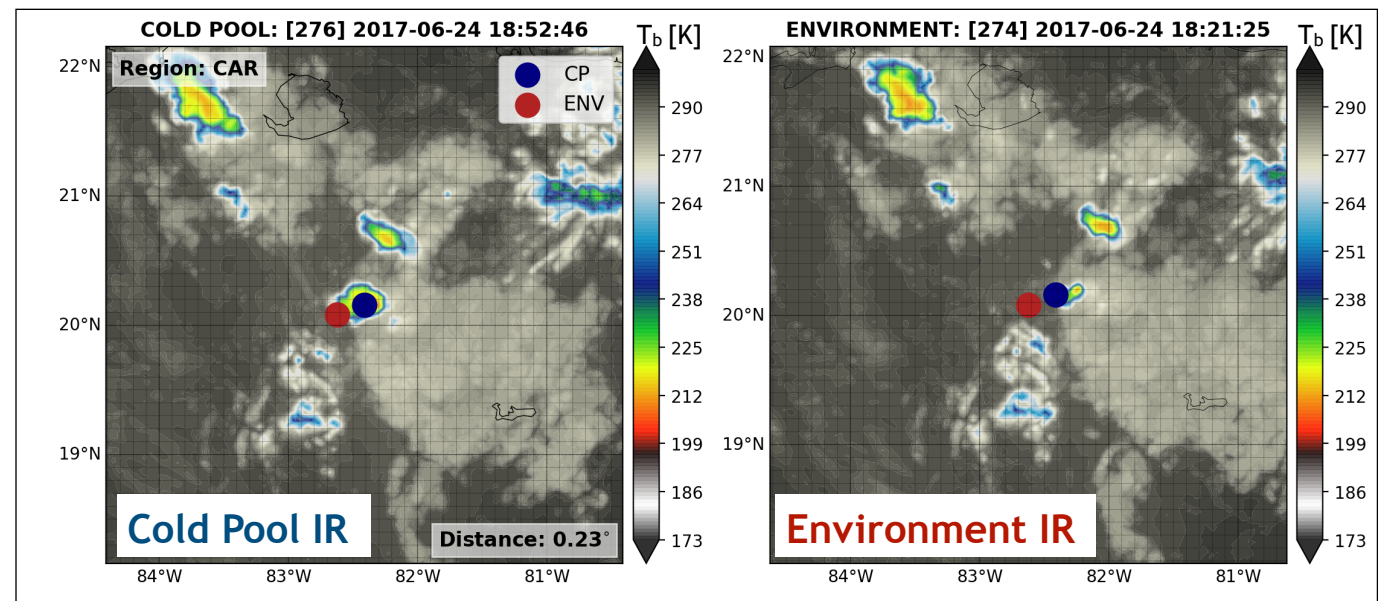 COLD POOL: [276] 2017-06-24 18:52:46
T_b [K]
Region: CAR
CP
ENV
22°N
21°N
20°N
19°N
84°W
83°W
82°W
81°W
290
277
264
251
238
225
212
199
186
173
Cold Pool IR
Distance: 0.23°
ENVIRONMENT: [274] 2017-06-24 18:21:25
T_b [K]
22°N
21°N
20°N
19°N
84°W
83°W
82°W
81°W
290
277
264
251
238
225
212
199
186
173
Environment IR